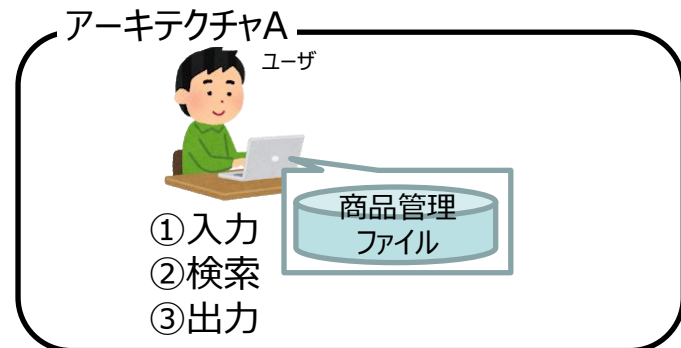 アーキテクチャA
ユーザ
商品管理
ファイル
①入力
②検索
③出力